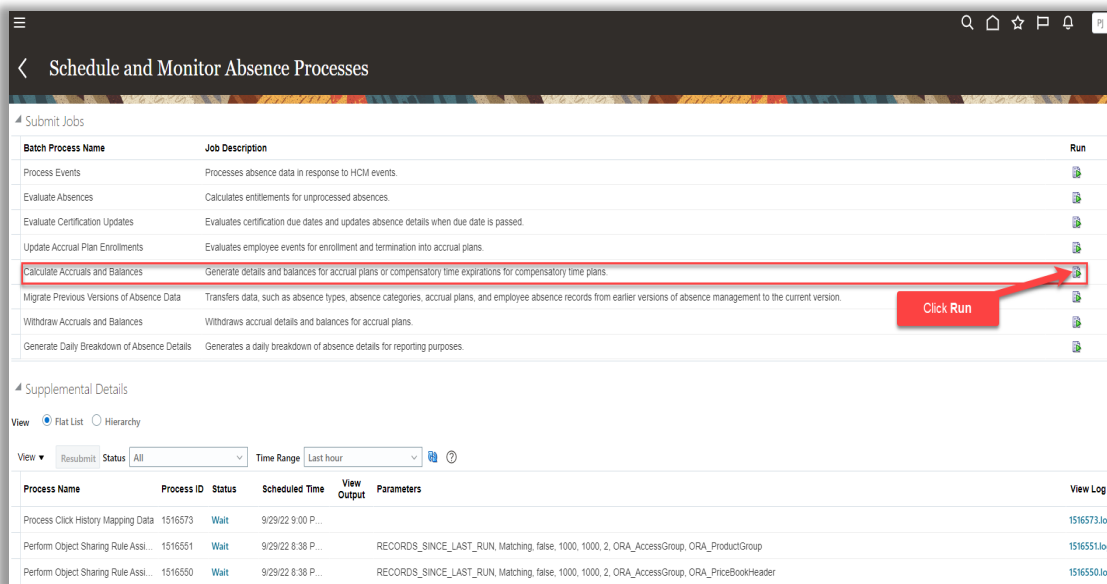 PJ
Schedule and Monitor Absence Processes
Submit Jobs
Batch Process Name Job Description Run
Process Events Processes absence data in response to HCM events.
Evaluate Absences Calculates entitlements for unprocessed absences.
Evaluate Certification Updates Evaluates certification due dates and updates absence details when due date is passed.
Update Accrual Plan Enrollments Evaluates employee events for enrollment and termination into accrual plans.
Calculate Accruals and Balances Generate details and balances for accrual plans or compensatory time expirations for compensatory time plans.
Migrate Previous Versions of Absence Data Transfers data, such as absence types, absence categories, accrual plans, and employee absence records from earlier versions of absence management to the current version.
Click Run
Withdraw Accruals and Balances Withdraws accrual details and balances for accrual plans.
Generate Daily Breakdown of Absence Details Generates a daily breakdown of absence details for reporting purposes.
Supplemental Details
View Flat List Hierarchy
View Resubmit Status All Time Range Last hour
Process Name Process ID Status Scheduled Time View Output Parameters View Log
Process Click History Mapping Data 1516573 Wait 9/29/22 9:00 P... 1516573.lo
Perform Object Sharing Rule Assi... 1516551 Wait 9/29/22 8:38 P... RECORDS_SINCE_LAST_RUN, Matching, false, 1000, 1000, 2, ORA_AccessGroup, ORA_ProductGroup 1516551.lo
Perform Object Sharing Rule Assi... 1516550 Wait 9/29/22 8:38 P... RECORDS_SINCE_LAST_RUN, Matching, false, 1000, 1000, 2, ORA_AccessGroup, ORA_PriceBookHeader 1516550.lo